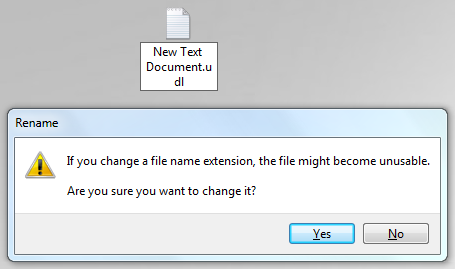 New Text
Document.u
dl
Rename
If you change a file name extension, the file might become unusable.
Are you sure you want to change it?
Yes No